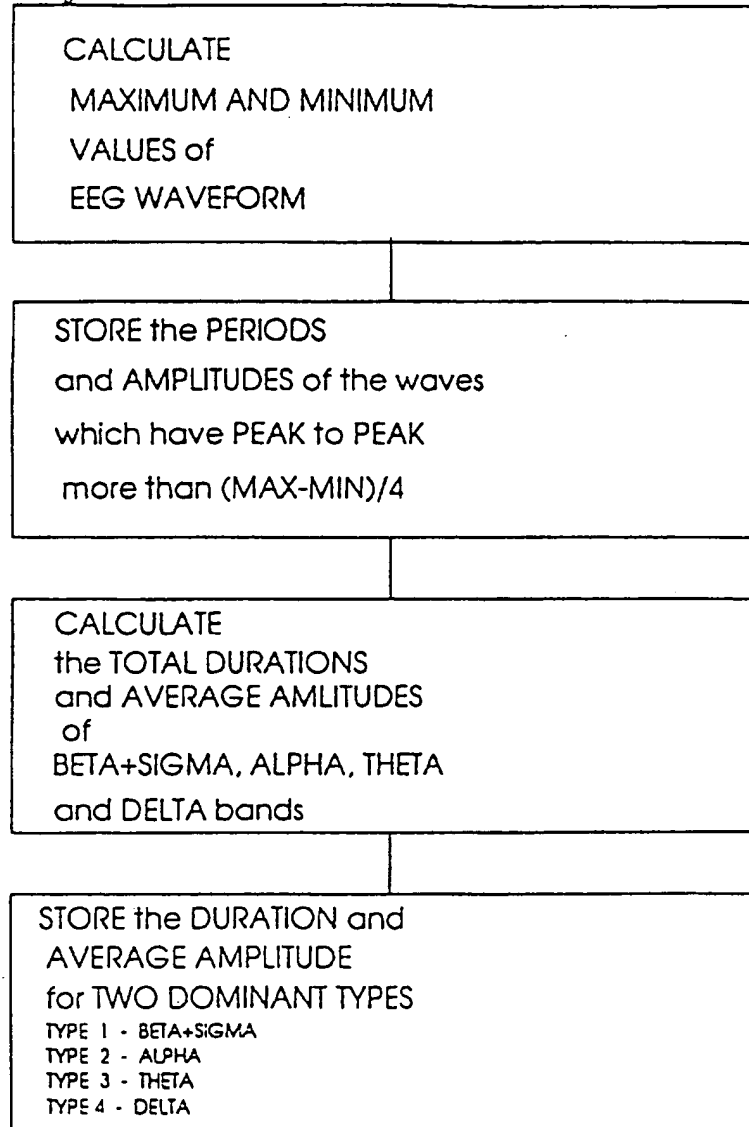 CALCULATE
MAXIMUM AND MINIMUM
VALUES of
EEG WAVEFORM
STORE the PERIODS
and AMPLITUDES of the waves
which have PEAK to PEAK
more than (MAX-MIN)/4
CALCULATE
the TOTAL DURATIONS
and AVERAGE AMLITUDES
of
BETA+SIGMA, ALPHA, THETA
and DELTA bands
STORE the DURATION and
AVERAGE AMPLITUDE
for TWO DOMINANT TYPES
TYPE 1 - BETA+SIGMA
TYPE 2 - ALPHA
TYPE 3 - THETA
TYPE 4 - DELTA